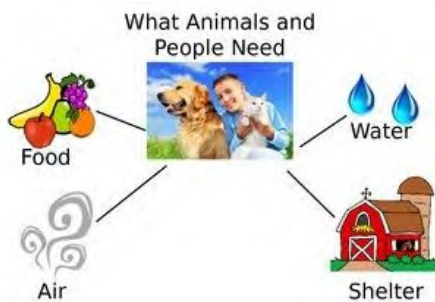 What Animals and
People Need
Food
Water
Air
Shelter